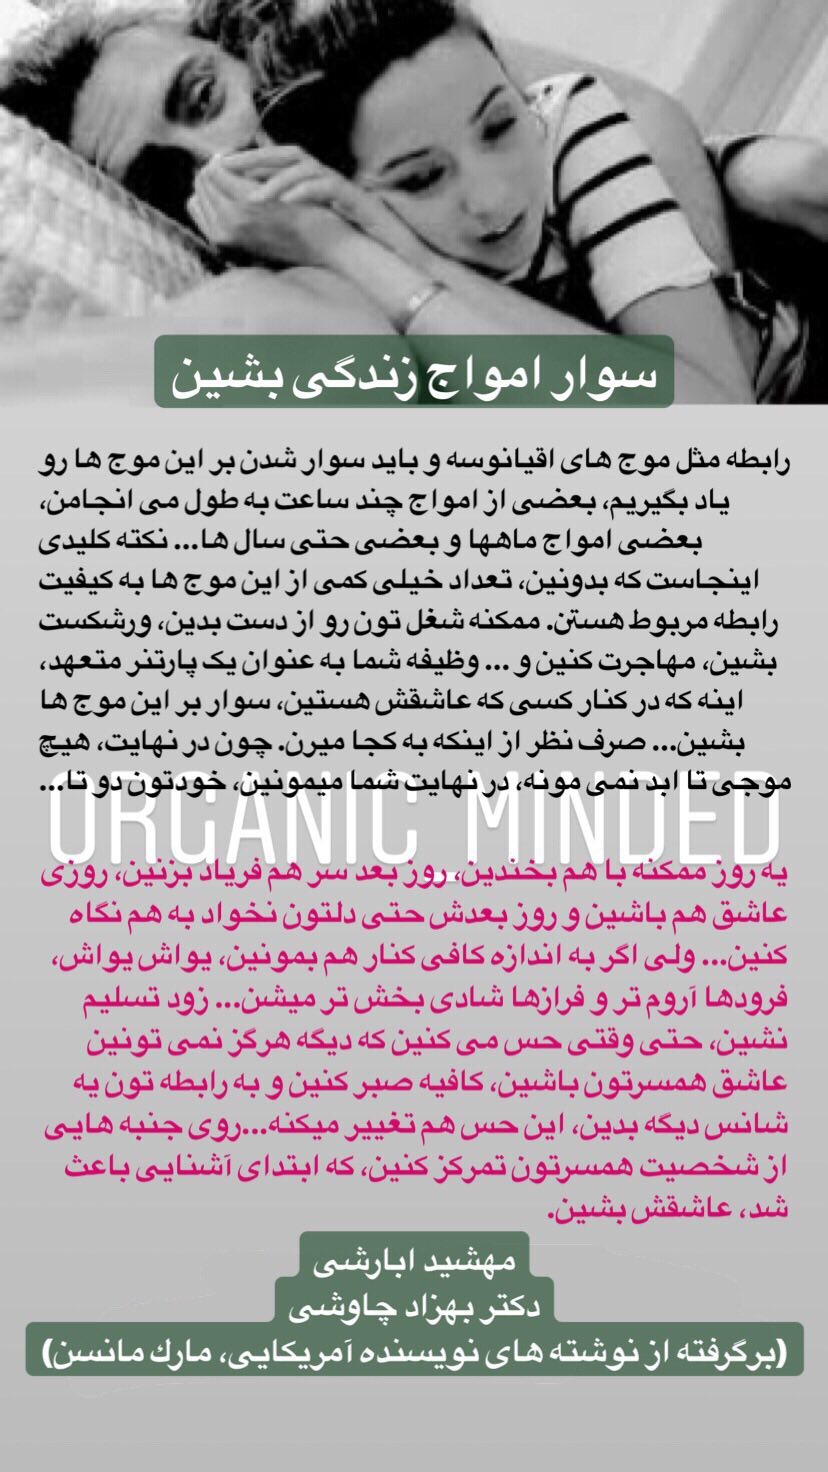 سوار امواج زندگی بشین
رابطه مثل موج های اقیانوسه و باید سوار شدن بر این موج ها رو
یاد بگیریم، بعضی از امواج چند ساعت به طول می انجامن،
بعضی امواج ماهها و بعضی حتی سال ها... نکته کلیدی
اینجاست که بدونین، تعداد خیلی کمی از این موج ها به کیفیت
رابطه مربوط هستن. ممکنه شغل تون رو از دست بدین، ورشکست
بشین، مهاجرت کنین و ... وظیفه شما به عنوان یک پارتنر متعهد،
اینه که در کنار کسی که عاشقش هستین، سوار بر این موج ها
بشین... صرف نظر از اینکه به کجا میرن. چون در نهایت، هیچ
موجی تا ابد نمی مونه، در نهایت شما میمونین، خودتون دو تا...
ORGANIC_MINDED
یه روز ممکنه با هم بخندین، روز بعد سر هم فریاد بزنین، روزی
عاشق هم باشین و روز بعدش حتی دلتون نخواد به هم نگاه
کنین... ولی اگر به اندازه کافی کنار هم بمونین، یواش یواش،
فرودها آروم تر و فرازها شادی بخش تر میشن... زود تسلیم
نشین، حتی وقتی حس می کنین که دیگه هرگز نمی تونین
عاشق همسرتون باشین، کافیه صبر کنین و به رابطه تون یه
شانس دیگه بدین، این حس هم تغییر میکنه...روی جنبه هایی
از شخصیت همسرتون تمرکز کنین، که ابتدای آشنایی باعث
شد، عاشقش بشین.
مهشید ابارشی
دکتر بهزاد چاوشی
(برگرفته از نوشته های نویسنده آمریکایی، مارك مانسن)